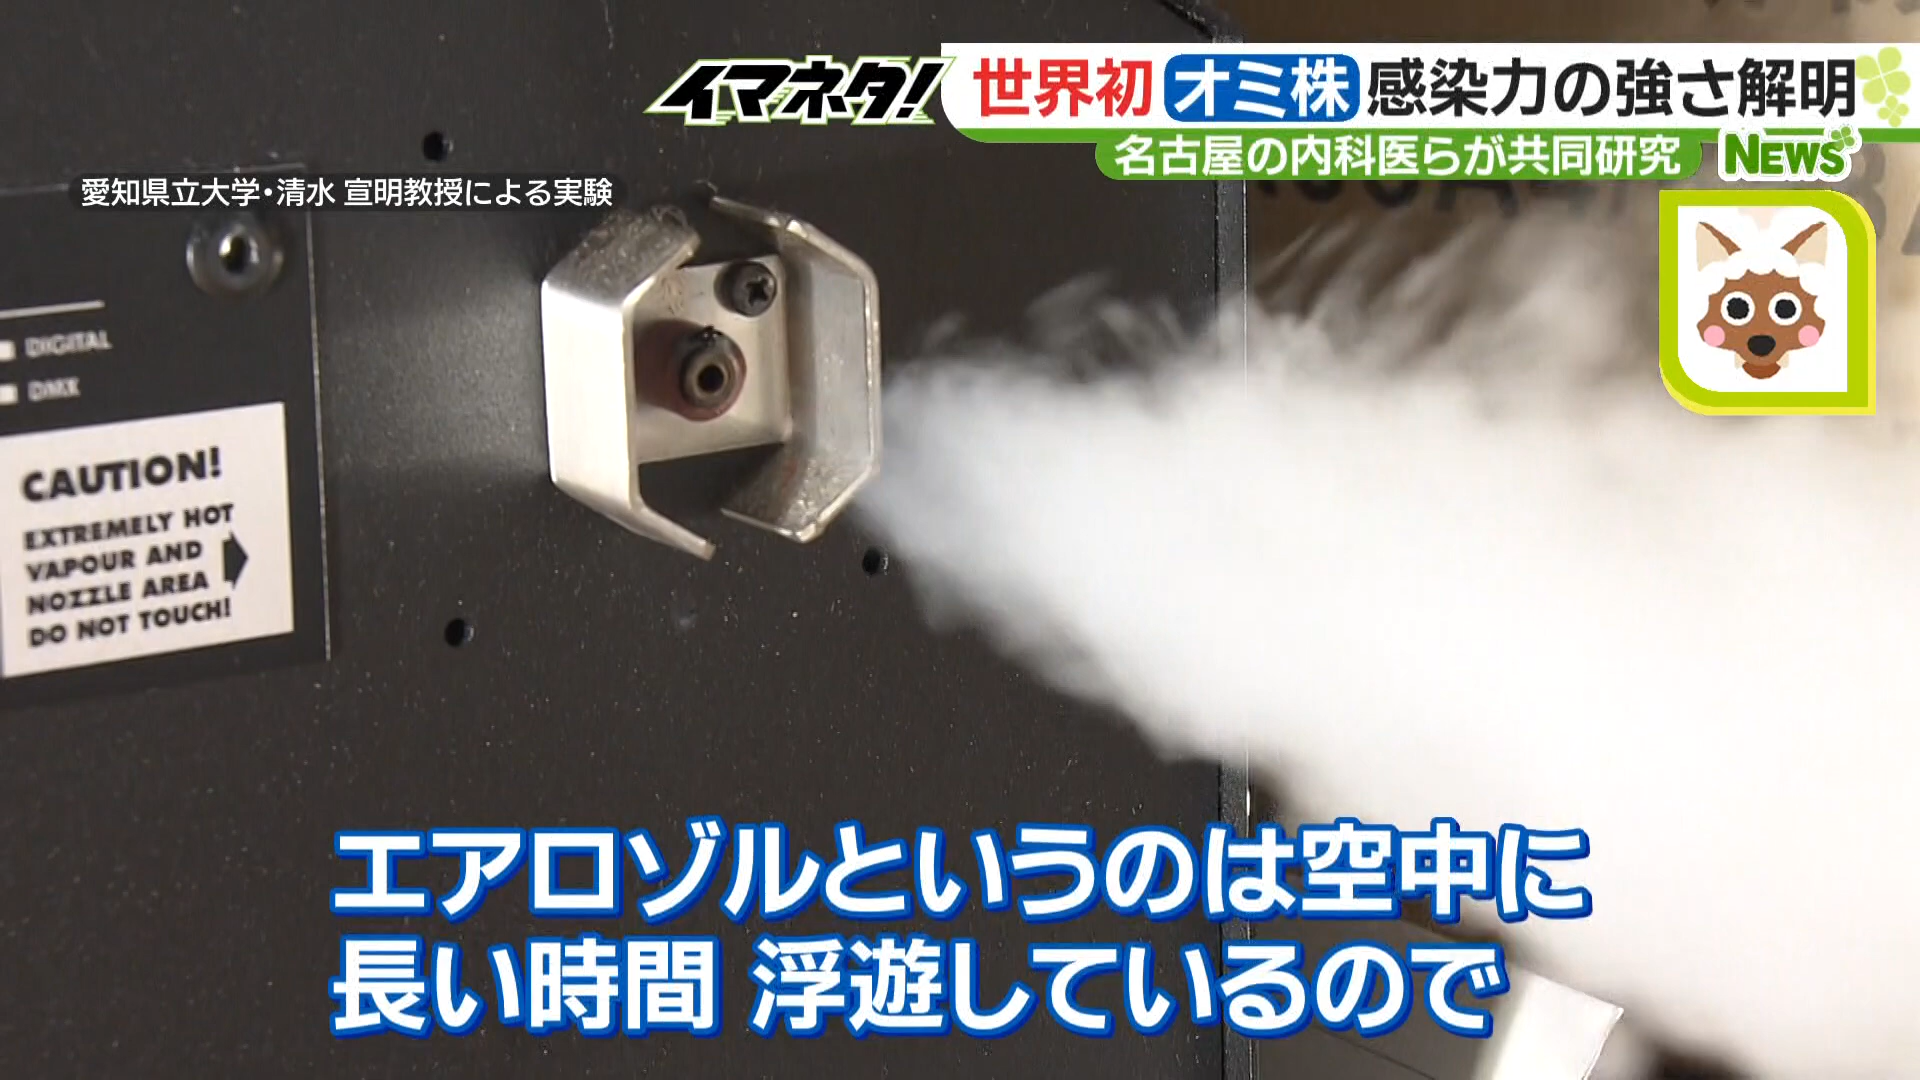 イマネタ!
世界初 オミ株 感染力の強さ解明
名古屋の内科医らが共同研究
NEWS
愛知県立大学・清水 宣明教授による実験
DIGITAL
DMX
CAUTION!
EXTREMELY HOT
VAPOUR AND
NOZZLE AREA
DO NOT TOUCH!
エアロゾルというのは空中に
長い時間 浮遊しているので